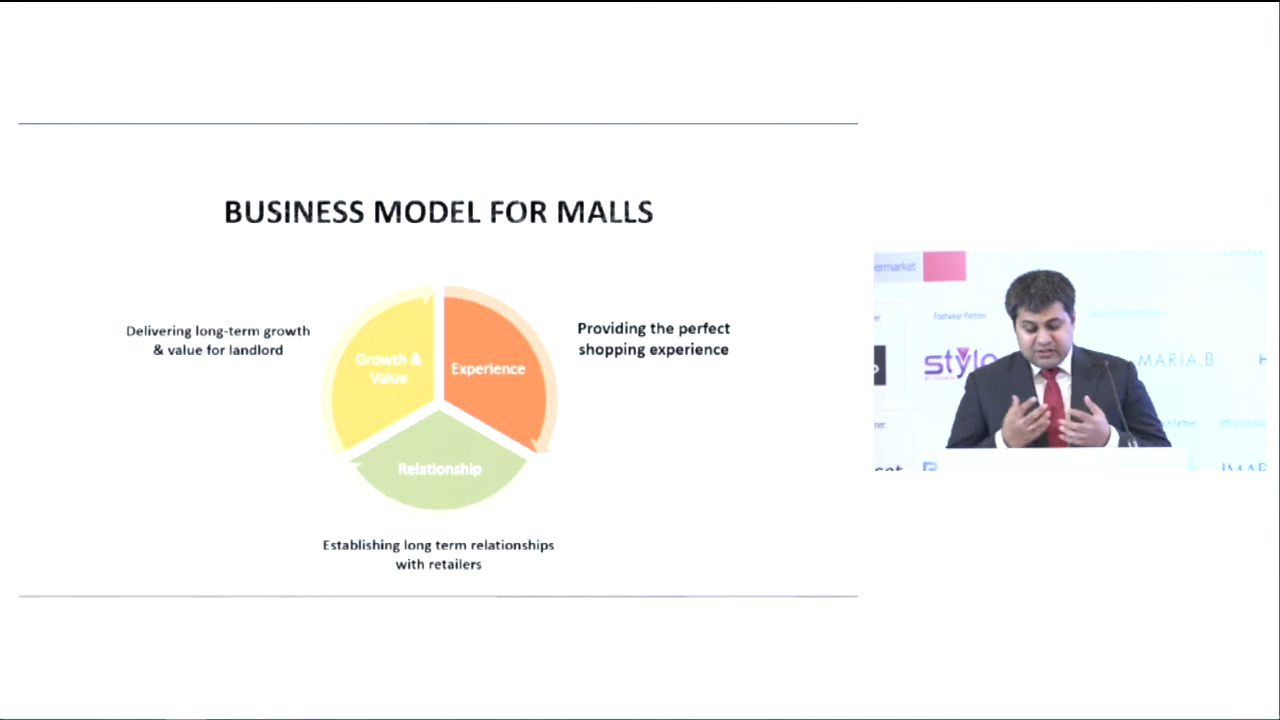 BUSINESS MODEL FOR MALLS
Delivering long-term growth
& value for landlord
Growth &
Value
Experience
Providing the perfect
shopping experience
Relationship
Establishing long term relationships
with retailers
ermarket
Footwear Partner
stylo
MARIA.B